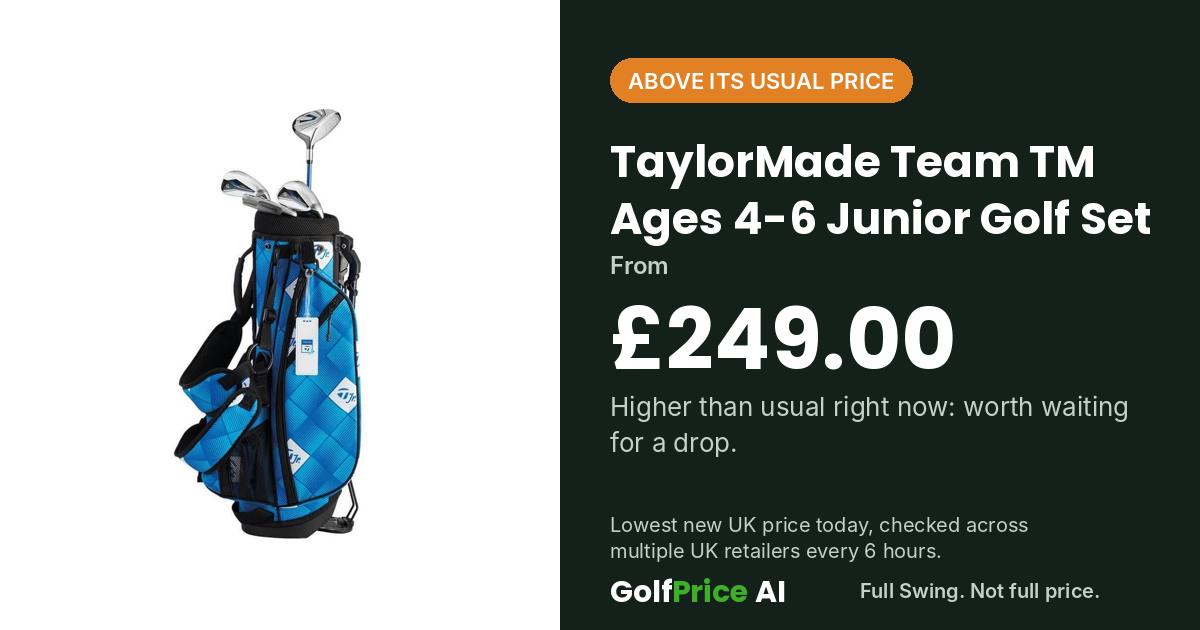 ABOVE ITS USUAL PRICE
TaylorMade Team TM
Ages 4-6 Junior Golf Set
From
£249.00
Higher than usual right now: worth waiting
for a drop.
Lowest new UK price today, checked across
multiple UK retailers every 6 hours.
GolfPrice AI
Full Swing. Not full price.